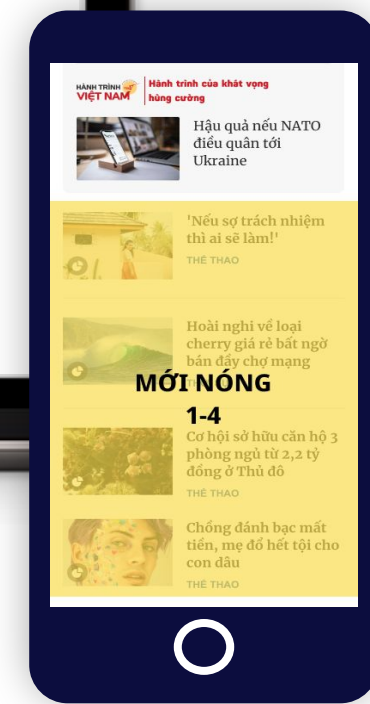 HÀNH TRÌNH
VIỆT NAM
Hành trình của khát vọng
hùng cường
Hậu quả nếu NATO
điều quân tới
Ukraine
'Nếu sợ trách nhiệm
thì ai sẽ làm!'
THỂ THAO
Hoài nghi về loại
cherry giá rẻ bất ngờ
bán đầy chợ mạng
MỚI NÓNG
1-4
Cơ hội sở hữu căn hộ 3
phòng ngủ từ 2,2 tỷ
đồng ở Thủ đô
THỂ THAO
Chồng đánh bạc mất
tiền, mẹ đổ hết tội cho
con dâu
THỂ THAO